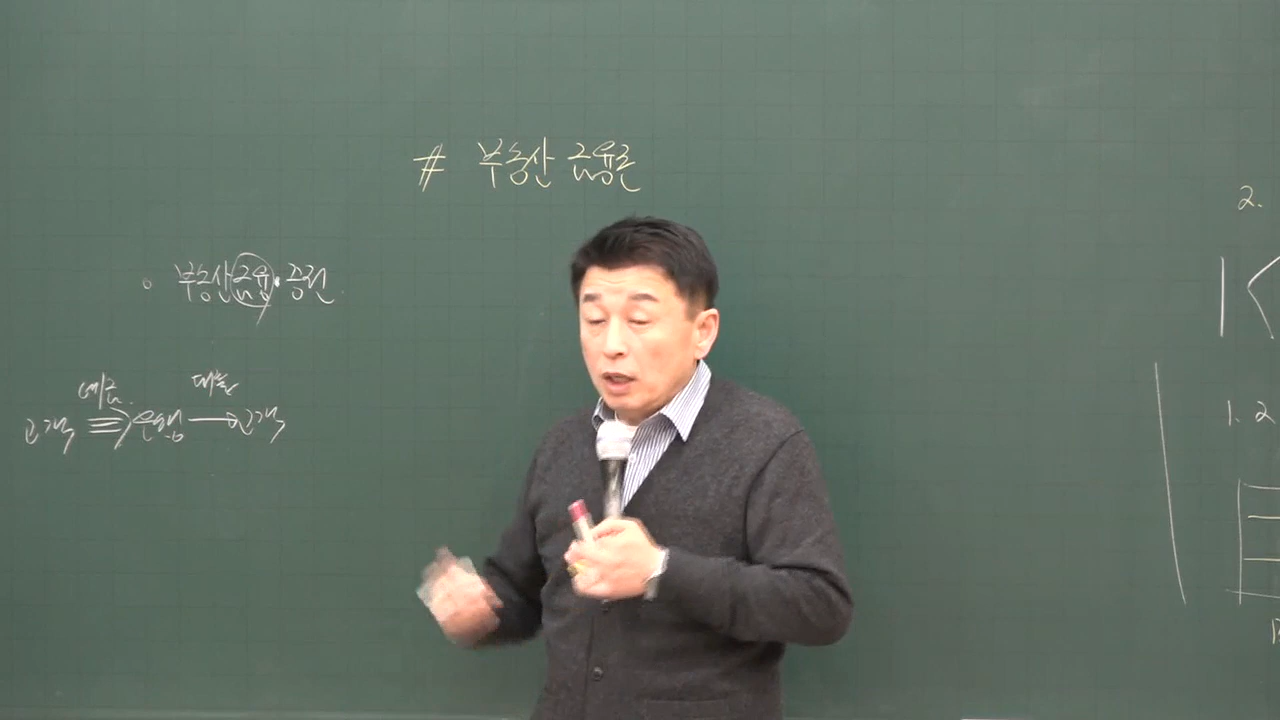 # 부동산 금융론
부동산금융·증권
예금 대출
고객 → 은행 → 고객
2.
1. 2